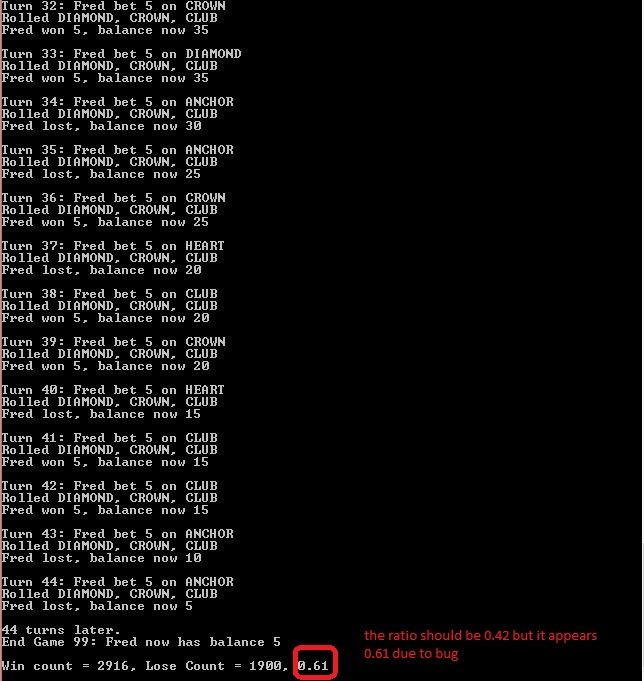 Turn 32: Fred bet 5 on CROWN
Rolled DIAMOND, CROWN, CLUB
Fred won 5, balance now 35
Turn 33: Fred bet 5 on DIAMOND
Rolled DIAMOND, CROWN, CLUB
Fred won 5, balance now 35
Turn 34: Fred bet 5 on ANCHOR
Rolled DIAMOND, CROWN, CLUB
Fred lost, balance now 30
Turn 35: Fred bet 5 on ANCHOR
Rolled DIAMOND, CROWN, CLUB
Fred lost, balance now 25
Turn 36: Fred bet 5 on CROWN
Rolled DIAMOND, CROWN, CLUB
Fred won 5, balance now 25
Turn 37: Fred bet 5 on HEART
Rolled DIAMOND, CROWN, CLUB
Fred lost, balance now 20
Turn 38: Fred bet 5 on CLUB
Rolled DIAMOND, CROWN, CLUB
Fred won 5, balance now 20
Turn 39: Fred bet 5 on CROWN
Rolled DIAMOND, CROWN, CLUB
Fred won 5, balance now 20
Turn 40: Fred bet 5 on HEART
Rolled DIAMOND, CROWN, CLUB
Fred lost, balance now 15
Turn 41: Fred bet 5 on CLUB
Rolled DIAMOND, CROWN, CLUB
Fred won 5, balance now 15
Turn 42: Fred bet 5 on CLUB
Rolled DIAMOND, CROWN, CLUB
Fred won 5, balance now 15
Turn 43: Fred bet 5 on ANCHOR
Rolled DIAMOND, CROWN, CLUB
Fred lost, balance now 10
Turn 44: Fred bet 5 on ANCHOR
Rolled DIAMOND, CROWN, CLUB
Fred lost, balance now 5
44 turns later.
End Game 99: Fred now has balance 5
Win count = 2916, Lose Count = 1900, 0.61
the ratio should be 0.42 but it appears
0.61 due to bug